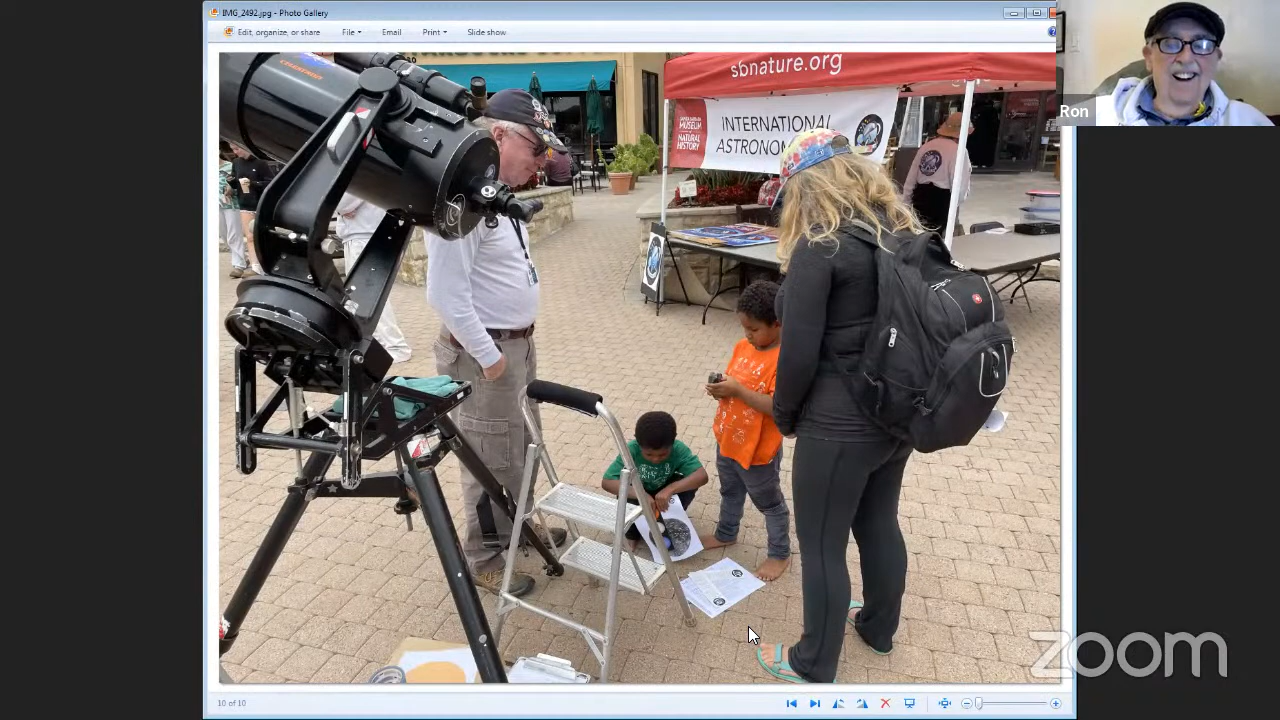 IMG_2492.jpg - Photo Gallery
Edit, organize, or share File Email Print Slide show
sbnature.org
MUSEUM
NATURAL
HISTORY
INTERNATIONAL
ASTRONOM
Ron
zoom
10 of 10